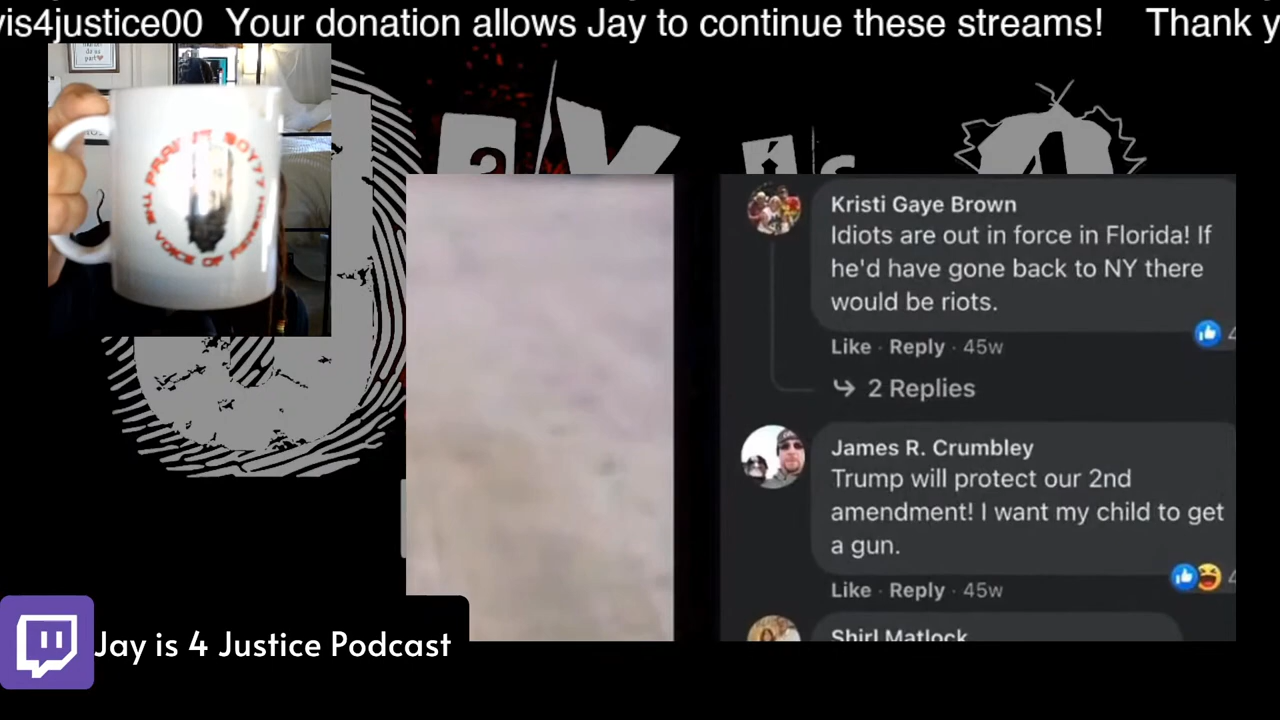 vis4justice00 Your donation allows Jay to continue these streams! Thank y
Jay is 4
J
Kristi Gaye Brown
Idiots are out in force in Florida! If
he'd have gone back to NY there
would be riots.
Like · Reply · 45w
2 Replies
James R. Crumbley
Trump will protect our 2nd
amendment! I want my child to get
a gun.
Like · Reply · 45w
Shirl Matlock
Jay is 4 Justice Podcast